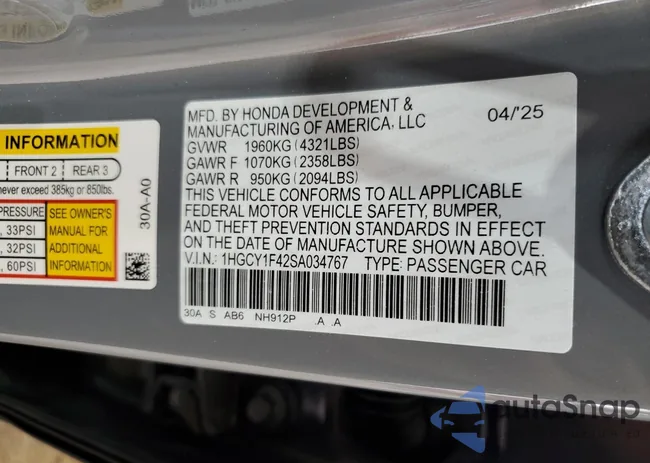 INFORMATION
FRONT 2 REAR 3
never exceed 385kg or 850lbs.
PRESSURE SEE OWNER'S
, 33PSI MANUAL FOR
, 32PSI ADDITIONAL
, 60PSI INFORMATION
30A-A0
MFD. BY HONDA DEVELOPMENT & 04/'25
MANUFACTURING OF AMERICA, LLC
GVWR 1960KG (4321LBS)
GAWR F 1070KG (2358LBS)
GAWR R 950KG (2094LBS)
THIS VEHICLE CONFORMS TO ALL APPLICABLE
FEDERAL MOTOR VEHICLE SAFETY, BUMPER,
AND THEFT PREVENTION STANDARDS IN EFFECT
ON THE DATE OF MANUFACTURE SHOWN ABOVE.
V.I.N.: 1HGCY1F42SA034767 TYPE: PASSENGER CAR
30A S AB6 NH912P .A .A
autoSnap